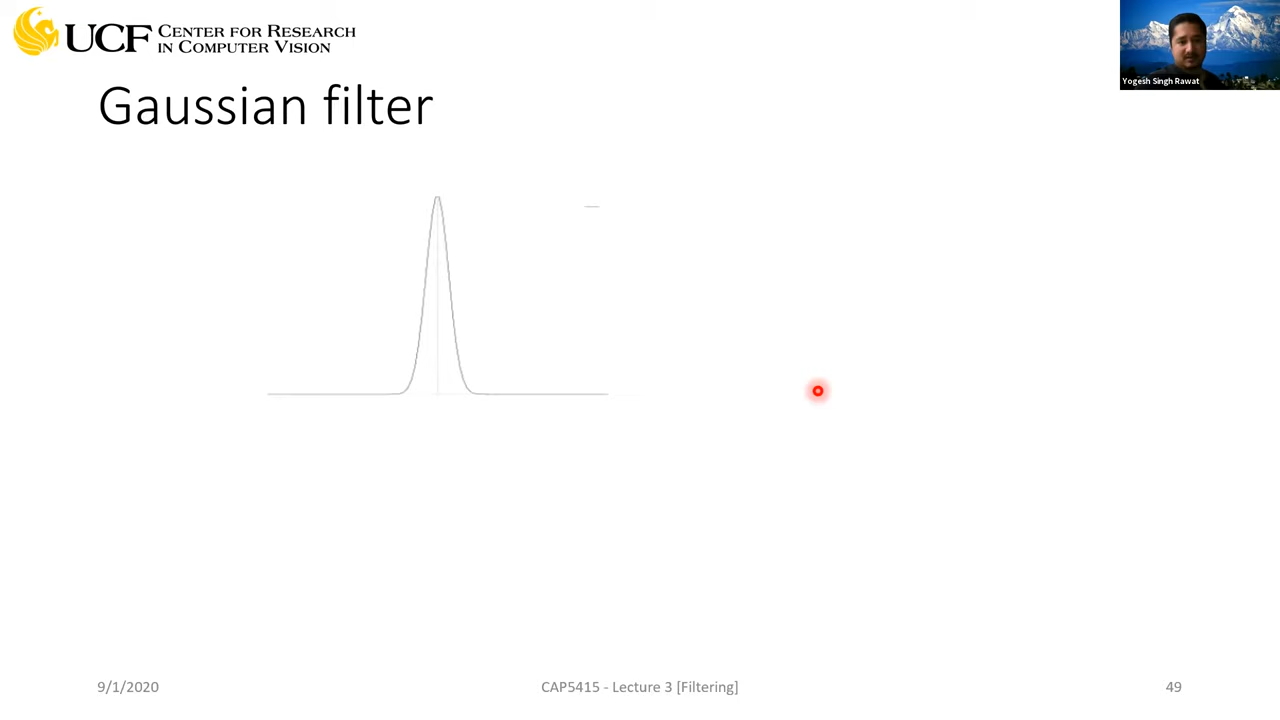 UCF CENTER FOR RESEARCH
IN COMPUTER VISION
Yogesh Singh Rawat
Gaussian filter
9/1/2020
CAP5415 - Lecture 3 [Filtering]
49